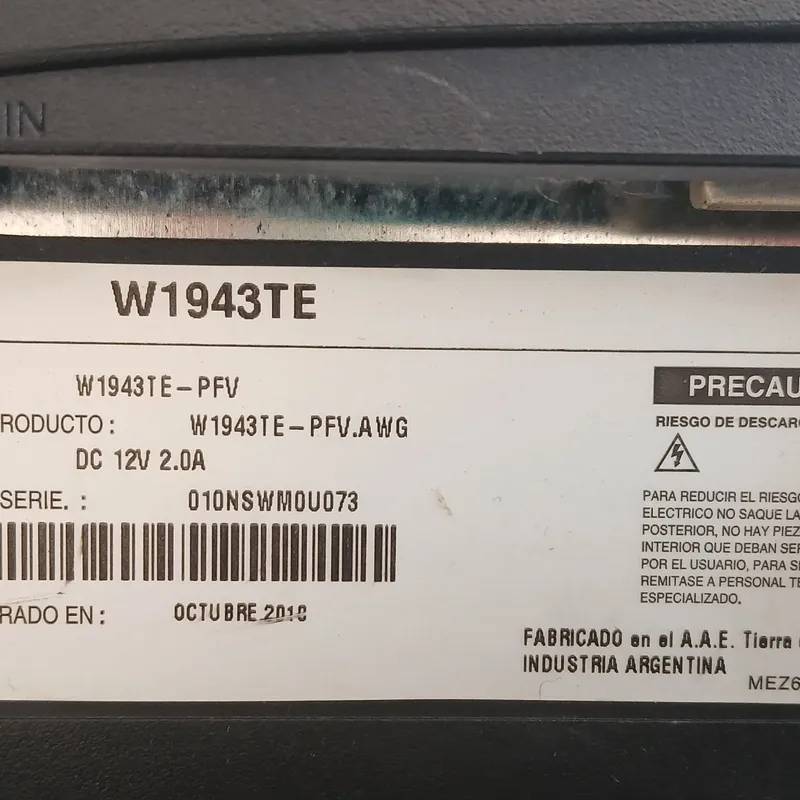 IN
W1943TE
W1943TE-PFV
RODUCTO: W1943TE-PFV.AWG
DC 12V 2.0A
SERIE. : 010NSWM0U073
RADO EN: OCTUBRE
PRECAU
RIESGO DE DESCARG
PARA REDUCIR EL RIESGO
ELECTRICO NO SAQUE LA
POSTERIOR, NO HAY PIEZ
INTERIOR QUE DEBAN SER
POR EL USUARIO, PARA SE
REMITASE A PERSONAL TE
ESPECIALIZADO.
FABRICADO en el A.A.E. Tierra
INDUSTRIA ARGENTINA
MEZ6